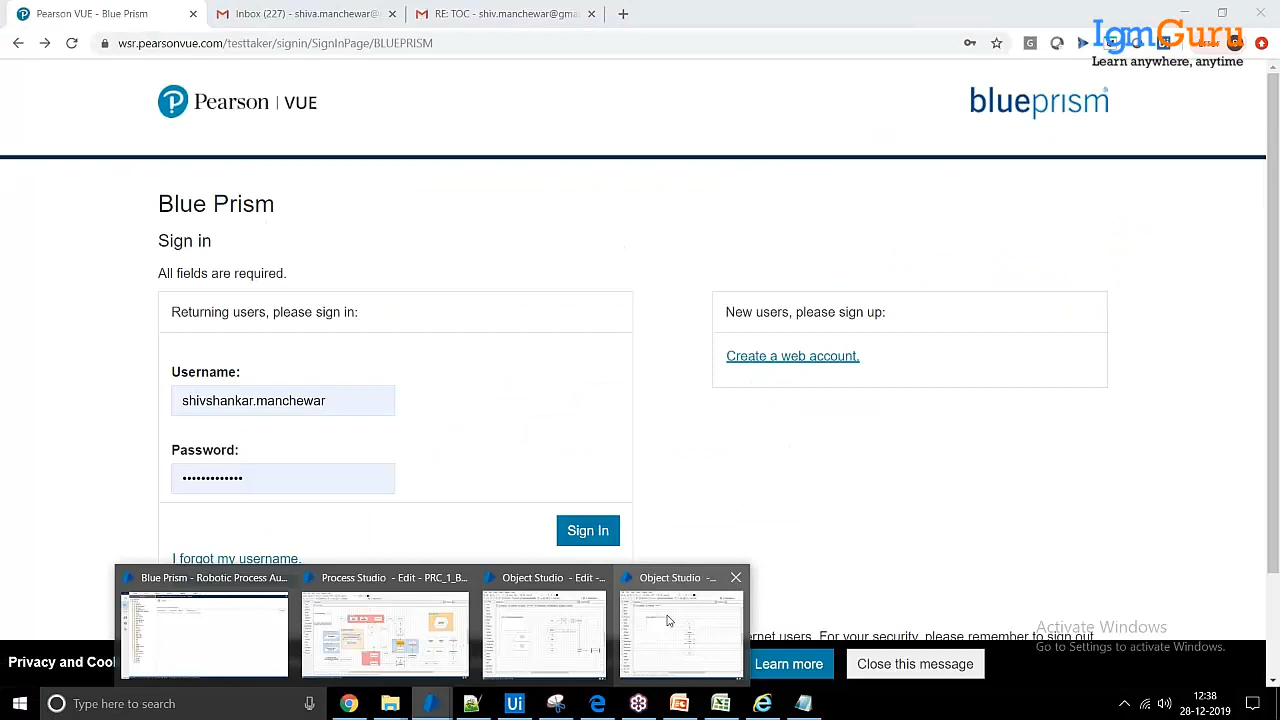 Pearson VUE - Blue Prism
Inbox (227) - shiva.manchewar@
RE: TOC - shiv.manchewar@gma
wsr.pearsonvue.com/testtaker/signin/SignInPage/BLUEPRISM
IgmGuru
Learn anywhere, anytime
Pearson | VUE
blueprism
Blue Prism
Sign in
All fields are required.
Returning users, please sign in:
New users, please sign up:
Create a web account.
Username:
shivshankar.manchewar
Password:
•••••••••••••
Sign In
I forgot my username.
Blue Prism - Robotic Process Au...
Process Studio - Edit - PRC_1_B...
Object Studio - Edit -...
Object Studio -...
ernet users. For your security, please remember to sign out
Activate Windows
Go to Settings to activate Windows.
Privacy and Coo
Learn more
Close this message
Type here to search
12:38
28-12-2019